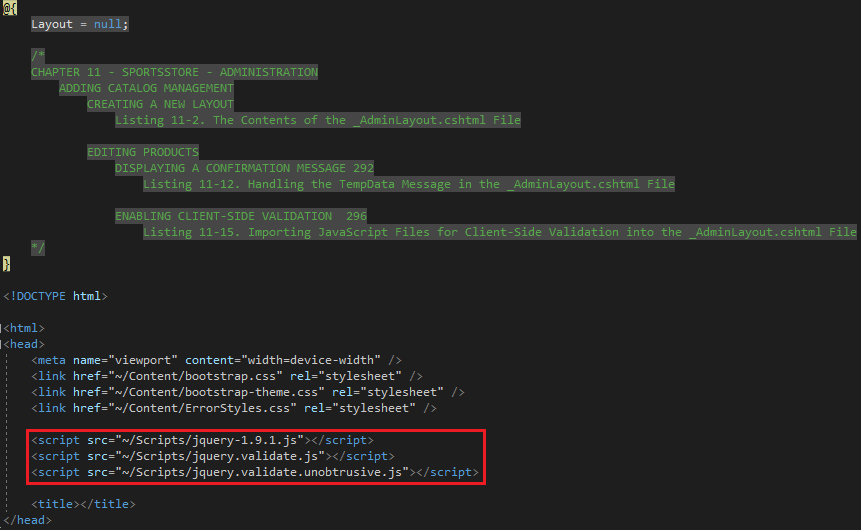 @{
Layout = null;
/*
CHAPTER 11 - SPORTSSTORE - ADMINISTRATION
ADDING CATALOG MANAGEMENT
CREATING A NEW LAYOUT
Listing 11-2. The Contents of the _AdminLayout.cshtml File
EDITING PRODUCTS
DISPLAYING A CONFIRMATION MESSAGE 292
Listing 11-12. Handling the TempData Message in the _AdminLayout.cshtml File
ENABLING CLIENT-SIDE VALIDATION  296
Listing 11-15. Importing JavaScript Files for Client-Side Validation into the _AdminLayout.cshtml File
*/
}
<!DOCTYPE html>
<html>
<head>
<meta name="viewport" content="width=device-width" />
<link href="~/Content/bootstrap.css" rel="stylesheet" />
<link href="~/Content/bootstrap-theme.css" rel="stylesheet" />
<link href="~/Content/ErrorStyles.css" rel="stylesheet" />
<script src="~/Scripts/jquery-1.9.1.js"></script>
<script src="~/Scripts/jquery.validate.js"></script>
<script src="~/Scripts/jquery.validate.unobtrusive.js"></script>
<title></title>
</head>